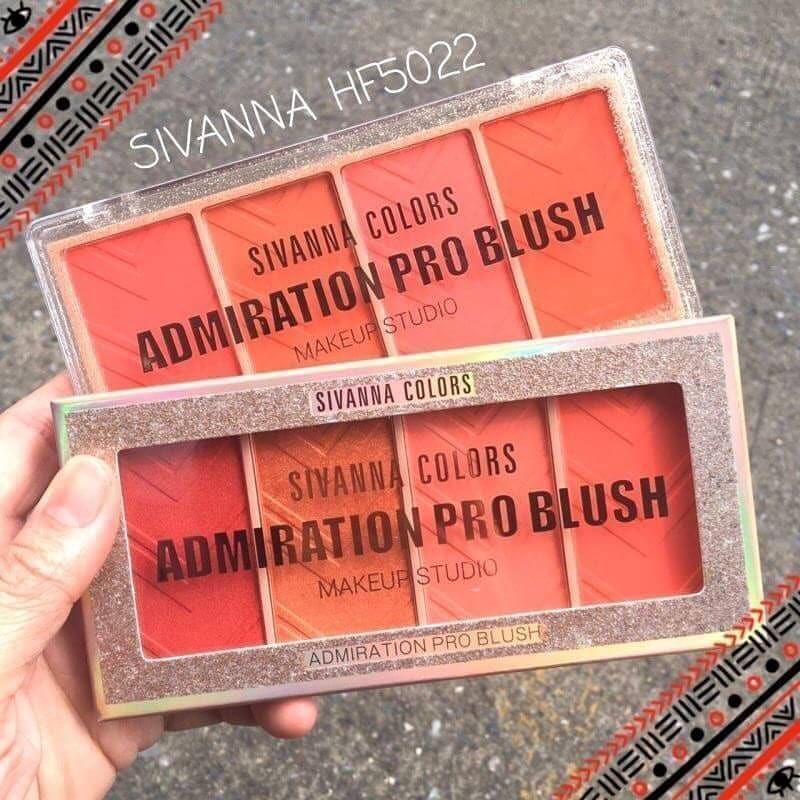 SIVANNA HF5022
SIVANNA COLORS
ADMIRATION PRO BLUSH
MAKEUP STUDIO
SIVANNA COLORS
SIVANNA COLORS
ADMIRATION PRO BLUSH
MAKEUP STUDIO
ADMIRATION PRO BLUSH